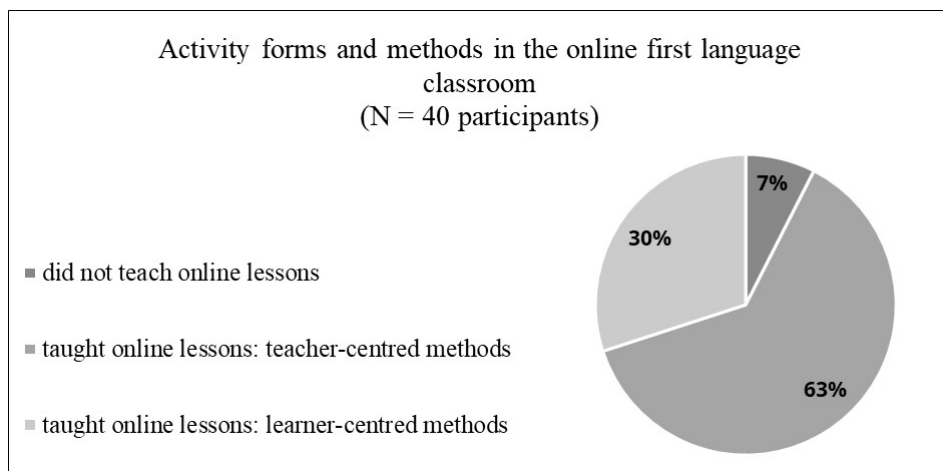 Activity forms and methods in the online first language
classroom
(N = 40 participants)
7%
30%
did not teach online lessons
taught online lessons: teacher-centred methods
63%
taught online lessons: learner-centred methods